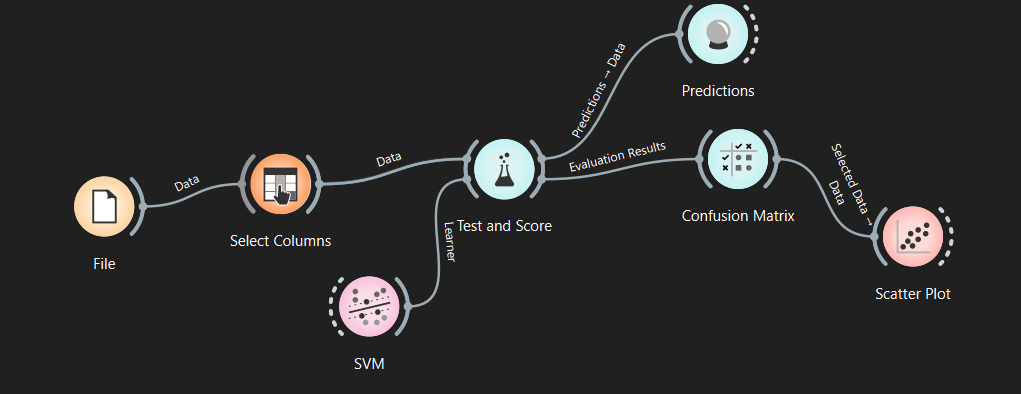 Predictions → Data
Predictions
Data
Data
Evaluation Results
Selected Data →
Data
File
Select Columns
Learner
Test and Score
Confusion Matrix
Scatter Plot
SVM